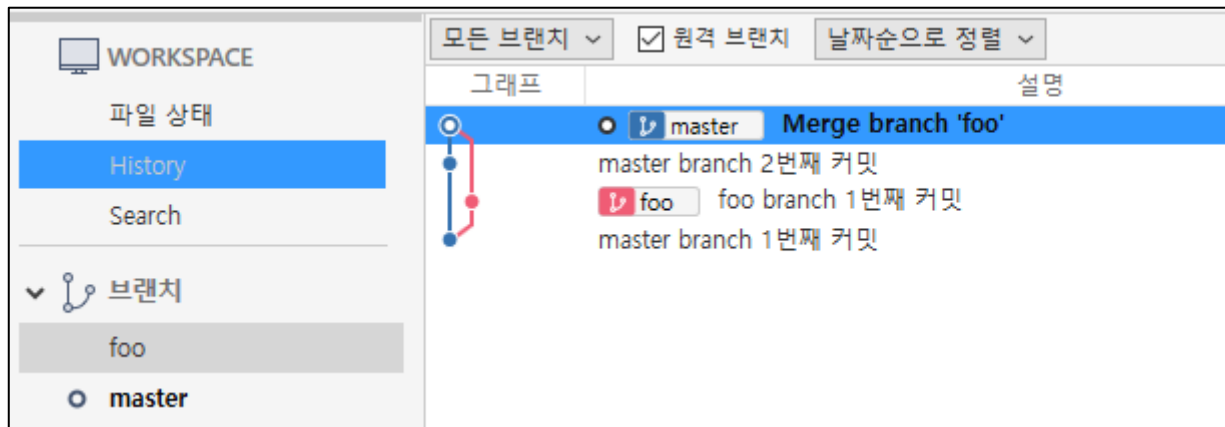 WORKSPACE
파일 상태
History
Search
브랜치
foo
master
모든 브랜치 원격 브랜치 날짜순으로 정렬
그래프 설명
master Merge branch 'foo'
master branch 2번째 커밋
foo foo branch 1번째 커밋
master branch 1번째 커밋